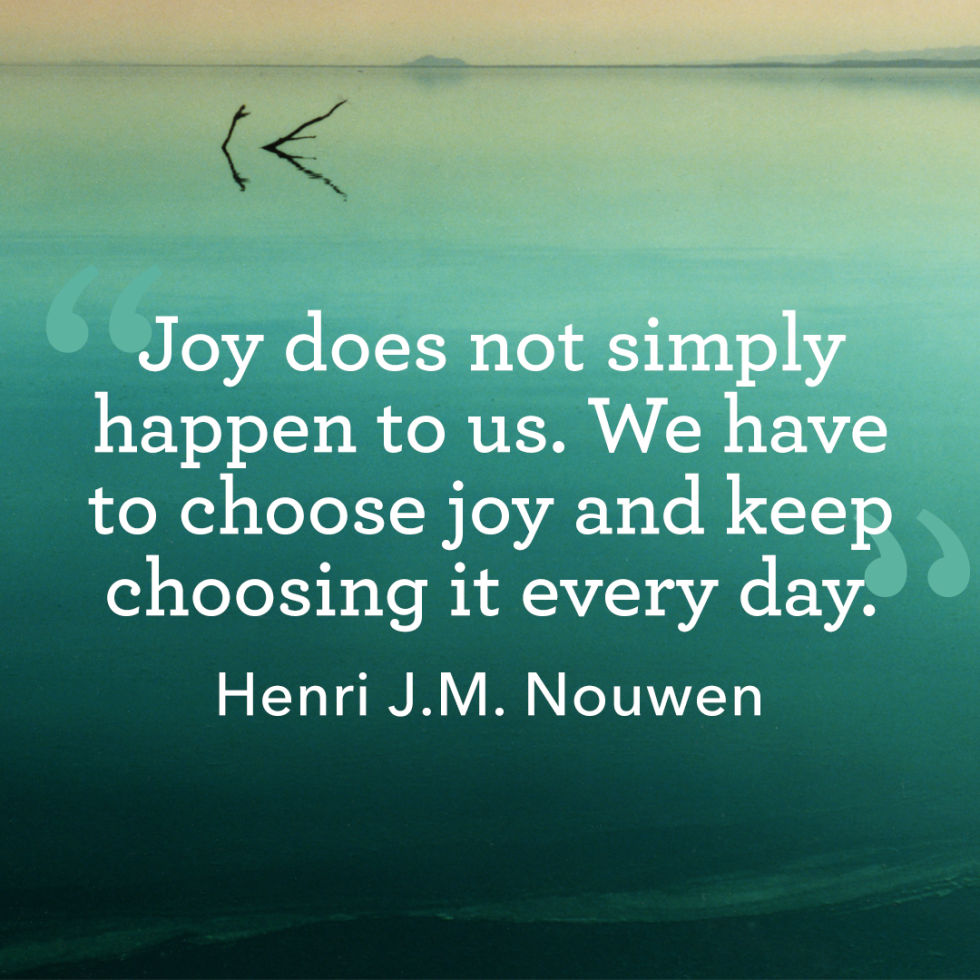 “Joy does not simply
happen to us. We have
to choose joy and keep
choosing it every day.”
Henri J.M. Nouwen